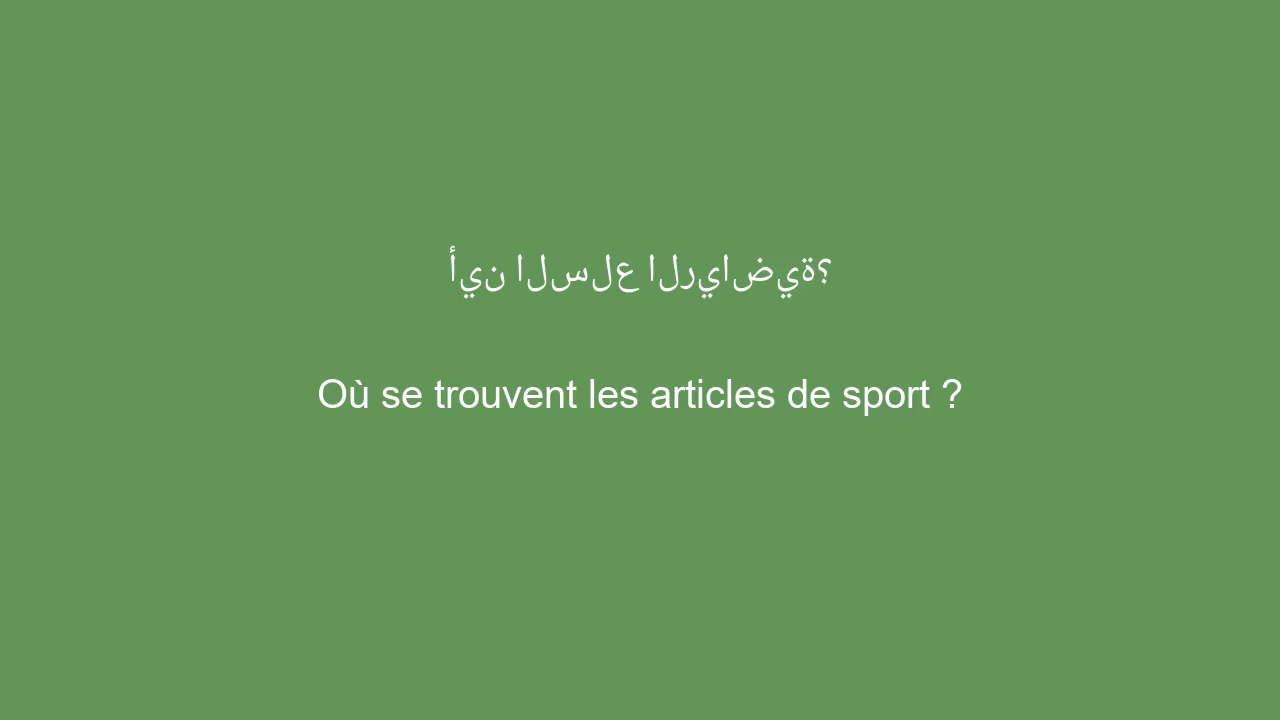 أين السلع الرياضية؟
Où se trouvent les articles de sport ?